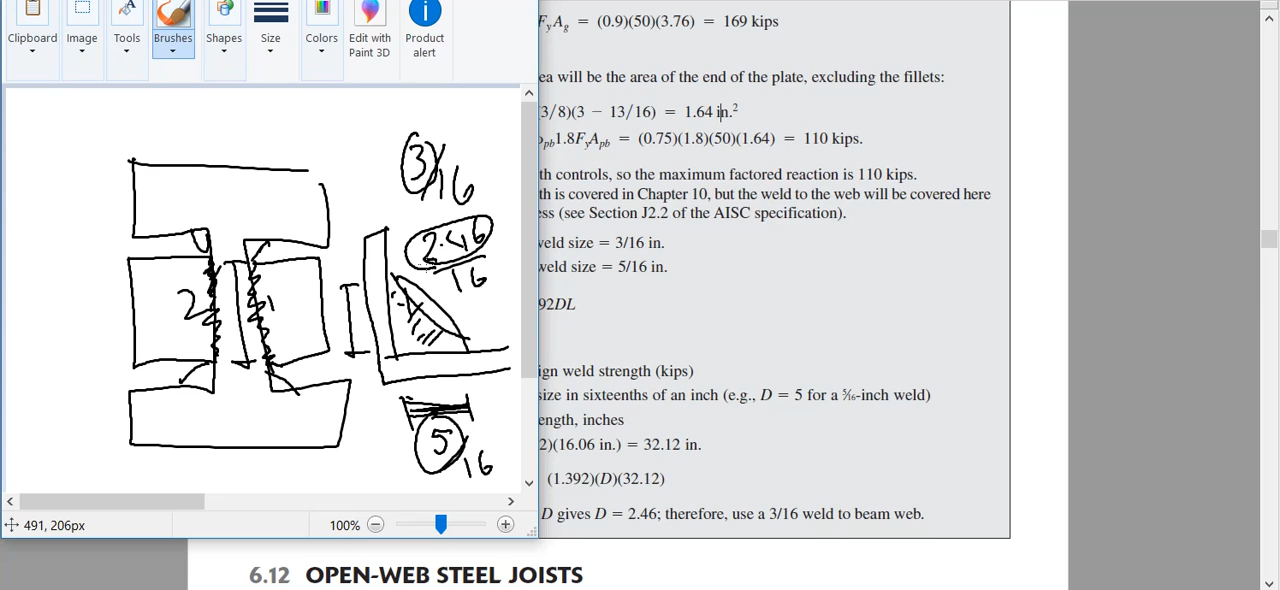 Clipboard
Image
Tools
Brushes
Shapes
Size
Colors
Edit with
Paint 3D
Product
alert
3/16
2.46
16
2
1
5/16
491, 206px
100%
FyAg = (0.9)(50)(3.76) = 169 kips
ea will be the area of the end of the plate, excluding the fillets:
(3/8)(3 − 13/16) = 1.64 in.²
pb1.8FyApb = (0.75)(1.8)(50)(1.64) = 110 kips.
th controls, so the maximum factored reaction is 110 kips.
th is covered in Chapter 10, but the weld to the web will be covered here
ess (see Section J2.2 of the AISC specification).
weld size = 3/16 in.
weld size = 5/16 in.
92DL
ign weld strength (kips)
size in sixteenths of an inch (e.g., D = 5 for a 5⁄16-inch weld)
ength, inches
2)(16.06 in.) = 32.12 in.
(1.392)(D)(32.12)
D gives D = 2.46; therefore, use a 3/16 weld to beam web.
6.12 OPEN-WEB STEEL JOISTS